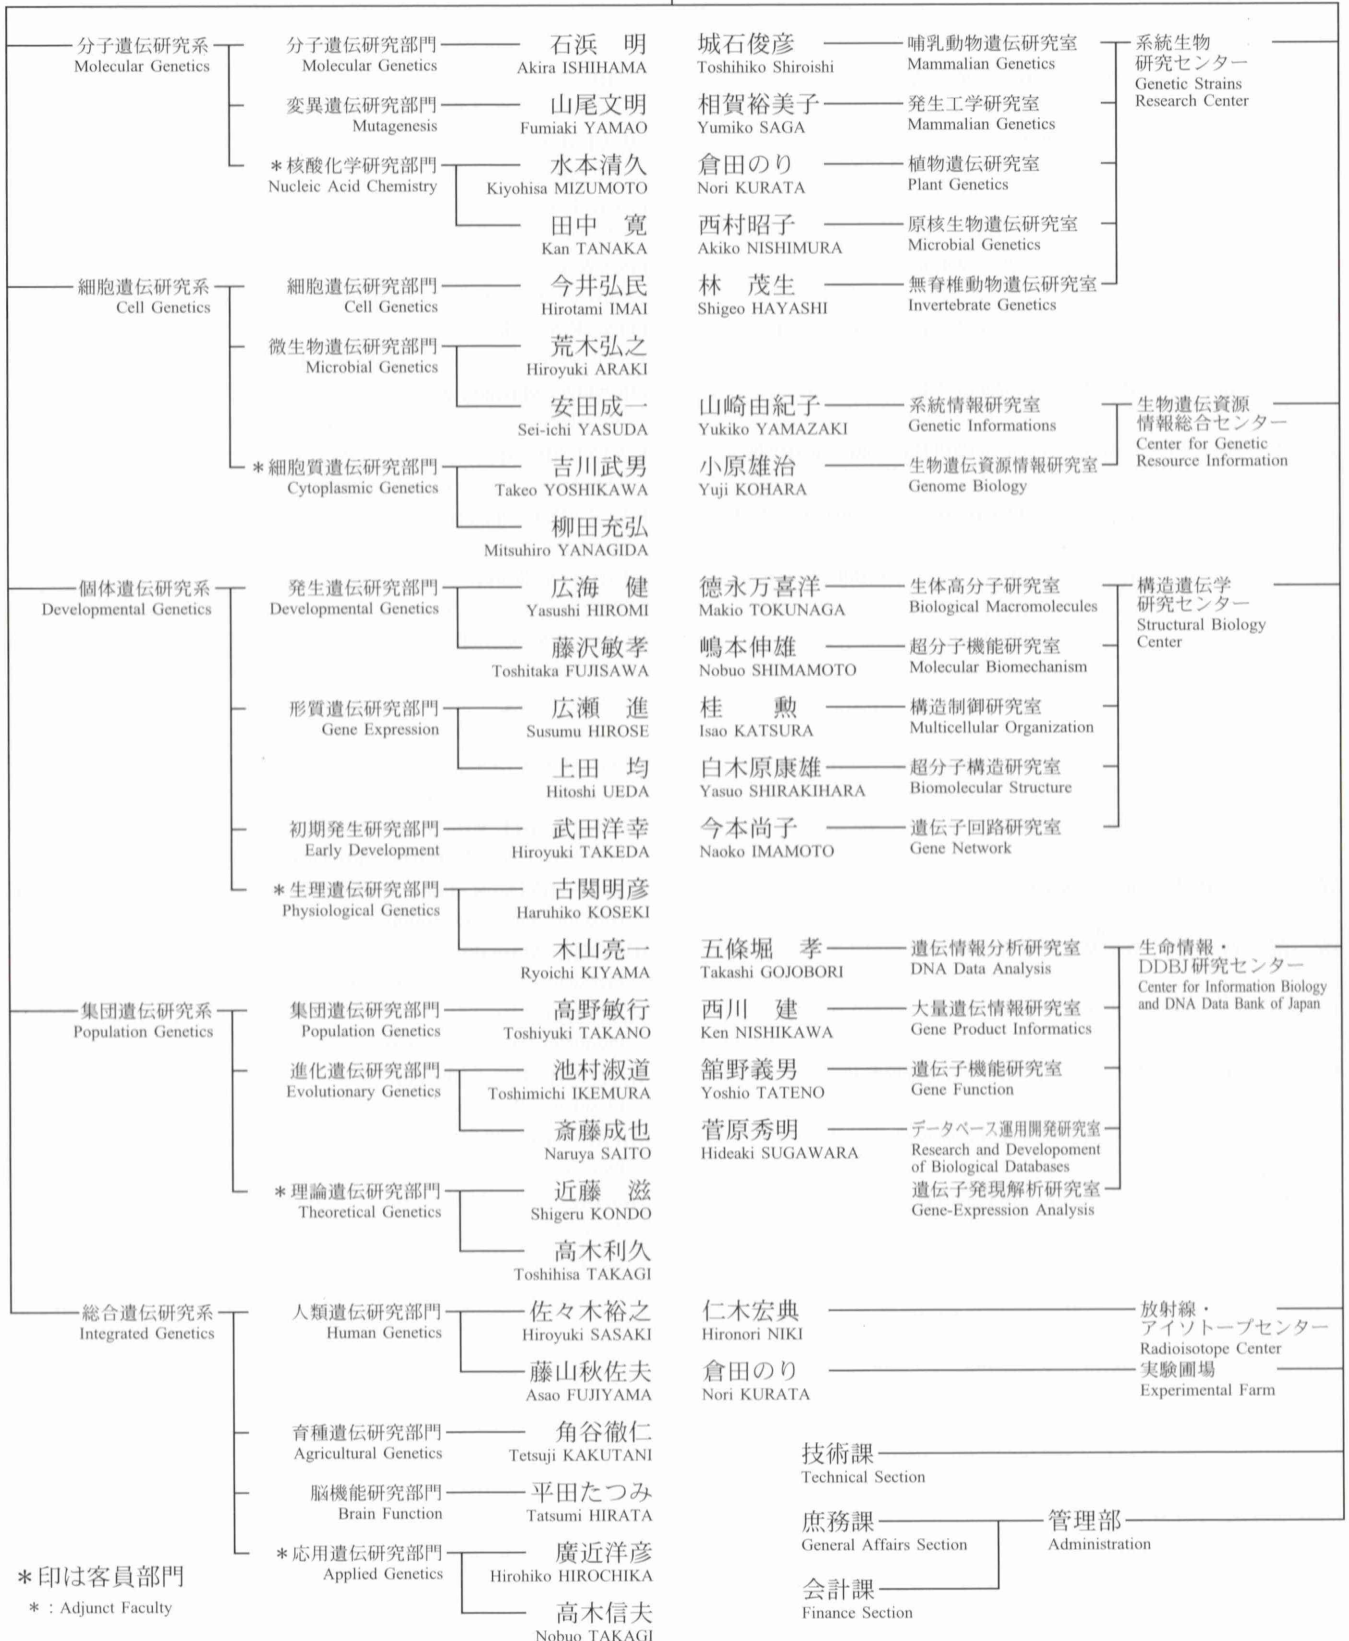 分子遺伝研究系
Molecular Genetics
分子遺伝研究部門
Molecular Genetics
石浜 明
Akira ISHIHAMA
変異遺伝研究部門
Mutagenesis
山尾文明
Fumiaki YAMAO
*核酸化学研究部門
Nucleic Acid Chemistry
水本清久
Kiyohisa MIZUMOTO
田中 寛
Kan TANAKA
細胞遺伝研究系
Cell Genetics
細胞遺伝研究部門
Cell Genetics
今井弘民
Hirotami IMAI
微生物遺伝研究部門
Microbial Genetics
荒木弘之
Hiroyuki ARAKI
安田成一
Sei-ichi YASUDA
*細胞質遺伝研究部門
Cytoplasmic Genetics
吉川武男
Takeo YOSHIKAWA
柳田充弘
Mitsuhiro YANAGIDA
個体遺伝研究系
Developmental Genetics
発生遺伝研究部門
Developmental Genetics
広海 健
Yasushi HIROMI
藤沢敏孝
Toshitaka FUJISAWA
形質遺伝研究部門
Gene Expression
広瀬 進
Susumu HIROSE
上田 均
Hitoshi UEDA
初期発生研究部門
Early Development
武田洋幸
Hiroyuki TAKEDA
*生理遺伝研究部門
Physiological Genetics
古関明彦
Haruhiko KOSEKI
木山亮一
Ryoichi KIYAMA
集団遺伝研究系
Population Genetics
集団遺伝研究部門
Population Genetics
高野敏行
Toshiyuki TAKANO
進化遺伝研究部門
Evolutionary Genetics
池村淑道
Toshimichi IKEMURA
斎藤成也
Naruya SAITO
*理論遺伝研究部門
Theoretical Genetics
近藤 滋
Shigeru KONDO
高木利久
Toshihisa TAKAGI
総合遺伝研究系
Integrated Genetics
人類遺伝研究部門
Human Genetics
佐々木裕之
Hiroyuki SASAKI
藤山秋佐夫
Asao FUJIYAMA
育種遺伝研究部門
Agricultural Genetics
角谷徹仁
Tetsuji KAKUTANI
脳機能研究部門
Brain Function
平田たつみ
Tatsumi HIRATA
*応用遺伝研究部門
Applied Genetics
廣近洋彦
Hirohiko HIROCHIKA
高木信夫
Nobuo TAKAGI
*印は客員部門
* : Adjunct Faculty
城石俊彦
Toshihiko Shiroishi
哺乳動物遺伝研究室
Mammalian Genetics
系統生物
研究センター
Genetic Strains
Research Center
相賀裕美子
Yumiko SAGA
発生工学研究室
Mammalian Genetics
倉田のり
Nori KURATA
植物遺伝研究室
Plant Genetics
西村昭子
Akiko NISHIMURA
原核生物遺伝研究室
Microbial Genetics
林 茂生
Shigeo HAYASHI
無脊椎動物遺伝研究室
Invertebrate Genetics
山崎由紀子
Yukiko YAMAZAKI
系統情報研究室
Genetic Informations
生物遺伝資源
情報総合センター
Center for Genetic
Resource Information
小原雄治
Yuji KOHARA
生物遺伝資源情報研究室
Genome Biology
徳永万喜洋
Makio TOKUNAGA
生体高分子研究室
Biological Macromolecules
構造遺伝学
研究センター
Structural Biology
Center
嶋本伸雄
Nobuo SHIMAMOTO
超分子機能研究室
Molecular Biomechanism
桂 勲
Isao KATSURA
構造制御研究室
Multicellular Organization
白木原康雄
Yasuo SHIRAKIHARA
超分子構造研究室
Biomolecular Structure
今本尚子
Naoko IMAMOTO
遺伝子回路研究室
Gene Network
五條堀 孝
Takashi GOJOBORI
遺伝情報分析研究室
DNA Data Analysis
生命情報・
DDBJ研究センター
Center for Information Biology
and DNA Data Bank of Japan
西川 建
Ken NISHIKAWA
大量遺伝情報研究室
Gene Product Informatics
舘野義男
Yoshio TATENO
遺伝子機能研究室
Gene Function
菅原秀明
Hideaki SUGAWARA
データベース運用開発研究室
Research and Developoment
of Biological Databases
遺伝子発現解析研究室
Gene-Expression Analysis
仁木宏典
Hironori NIKI
放射線・
アイソトープセンター
Radioisotope Center
倉田のり
Nori KURATA
実験圃場
Experimental Farm
技術課
Technical Section
庶務課
General Affairs Section
管理部
Administration
会計課
Finance Section